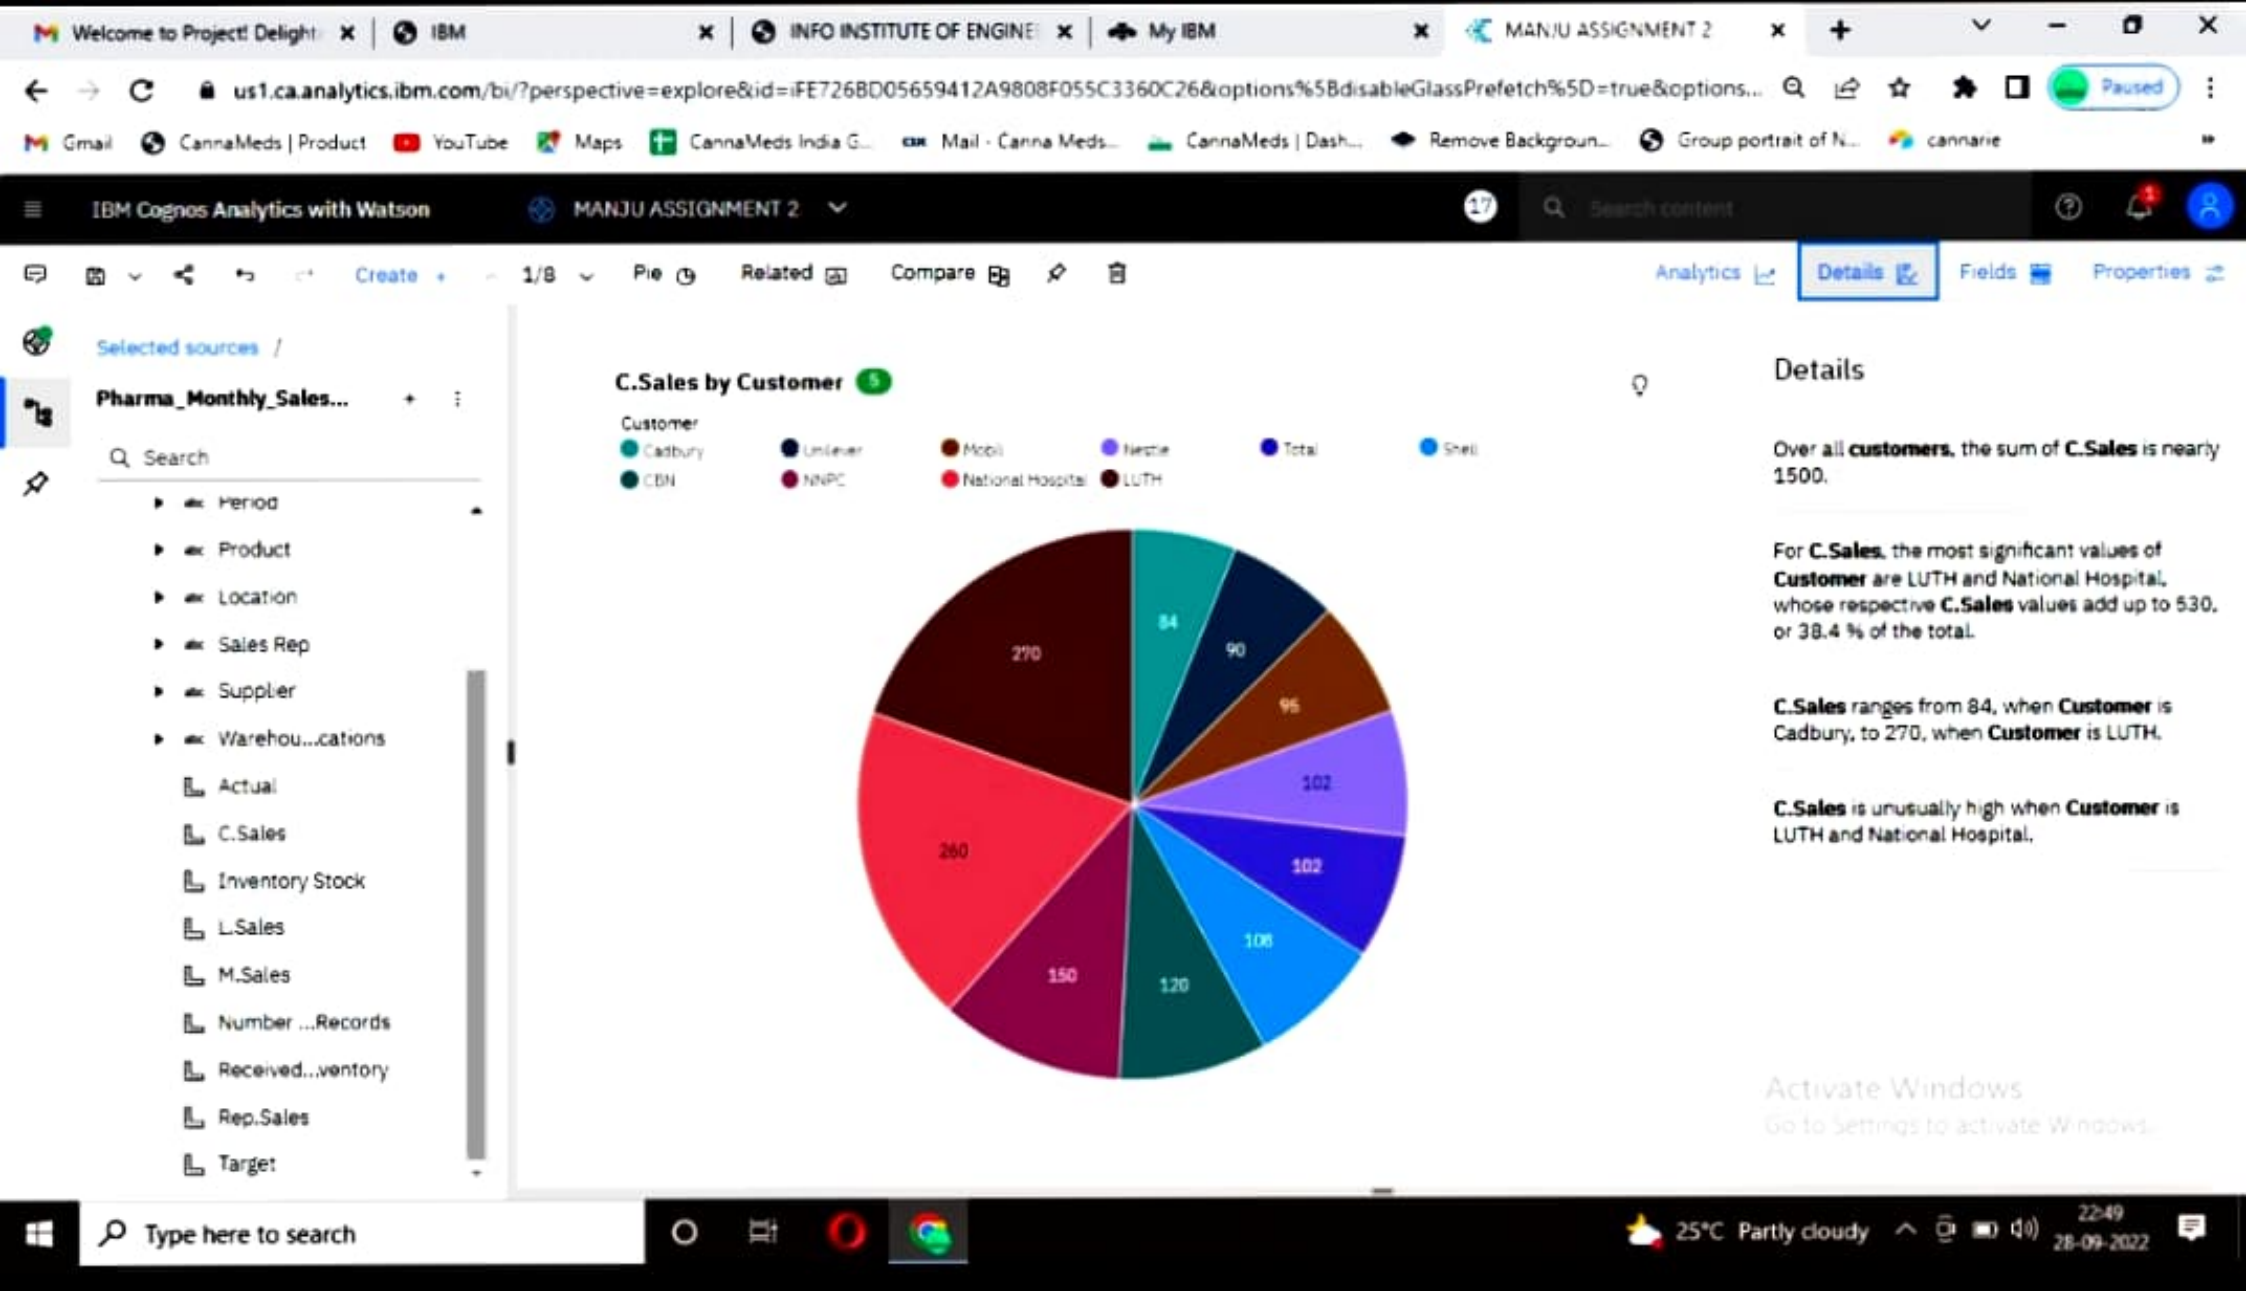 Welcome to Project! Delight
IBM
INFO INSTITUTE OF ENGINE
My IBM
MANJU ASSIGNMENT 2
us1.ca.analytics.ibm.com/bi/?perspective=explore&id=iFE726BD05659412A9808F055C3360C26&options%5BdisableGlassPrefetch%5D=true&options...
Paused
Gmail
CannaMeds | Product
YouTube
Maps
CannaMeds India G...
Mail - Canna Meds...
CannaMeds | Dash...
Remove Backgroun...
Group portrait of N...
cannarie
IBM Cognos Analytics with Watson
MANJU ASSIGNMENT 2
17
Search content
1
Create +
1/8
Pie
Related
Compare
Analytics
Details
Fields
Properties
Selected sources /
Pharma_Monthly_Sales...
Search
Period
Product
Location
Sales Rep
Supplier
Warehou...cations
Actual
C.Sales
Inventory Stock
L.Sales
M.Sales
Number ...Records
Received...ventory
Rep.Sales
Target
C.Sales by Customer 5
Customer
Cadbury Unilever Mobil Nestle Total Shell
CBN NNPC National Hospital LUTH
84
90
96
102
102
108
120
150
260
270
Details
Over all customers, the sum of C.Sales is nearly
1500.
For C.Sales, the most significant values of
Customer are LUTH and National Hospital,
whose respective C.Sales values add up to 530,
or 38.4 % of the total.
C.Sales ranges from 84, when Customer is
Cadbury, to 270, when Customer is LUTH.
C.Sales is unusually high when Customer is
LUTH and National Hospital.
Activate Windows
Go to Settings to activate Windows.
Type here to search
25°C Partly cloudy
22:49
28-09-2022